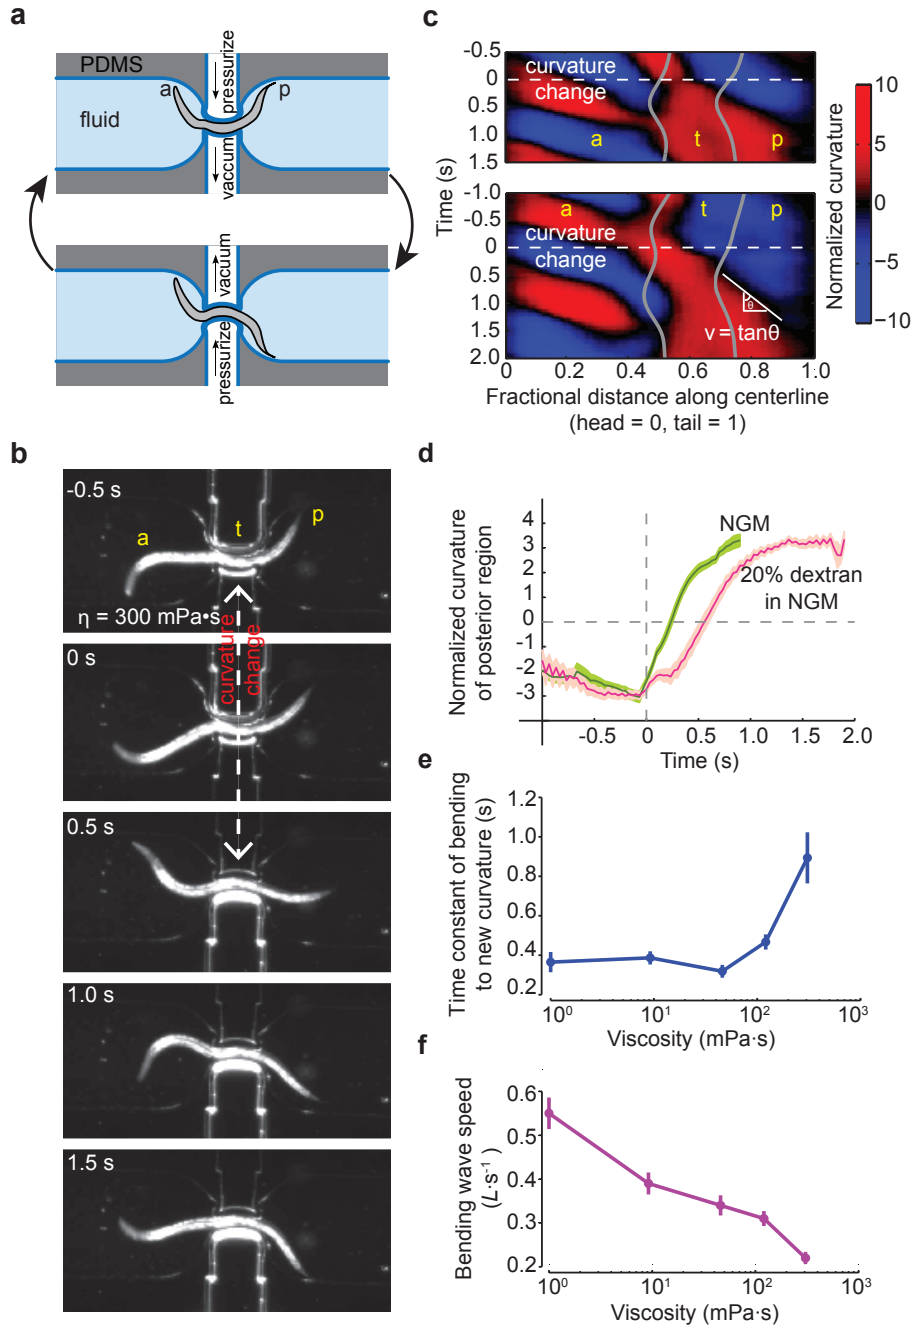 a
PDMS
pressurize
a
p
fluid
vaccum
vacuum
pressurize
b
-0.5 s
a
t
p
η = 300 mPa•s
curvature
change
0 s
0.5 s
1.0 s
1.5 s
c
-0.5
0
0.5
1.0
1.5
curvature
change
a
t
p
-1.0
-0.5
0
0.5
1.0
1.5
2.0
a
t
p
curvature
change
θ
v = tanθ
Time (s)
0
0.2
0.4
0.6
0.8
1.0
Fractional distance along centerline
(head = 0, tail = 1)
10
5
0
−5
−10
Normalized curvature
d
4
3
2
1
0
-1
-2
-3
NGM
20% dextran
in NGM
Normalized curvature
of posterior region
-0.5
0
0.5
1.0
1.5
2.0
Time (s)
e
1.2
1.0
0.8
0.6
0.4
0.2
Time constant of bending
to new curvature (s)
10⁰
10¹
10²
10³
Viscosity (mPa·s)
f
0.6
0.5
0.4
0.3
0.2
Bending wave speed
(L·s⁻¹)
10⁰
10¹
10²
10³
Viscosity (mPa·s)